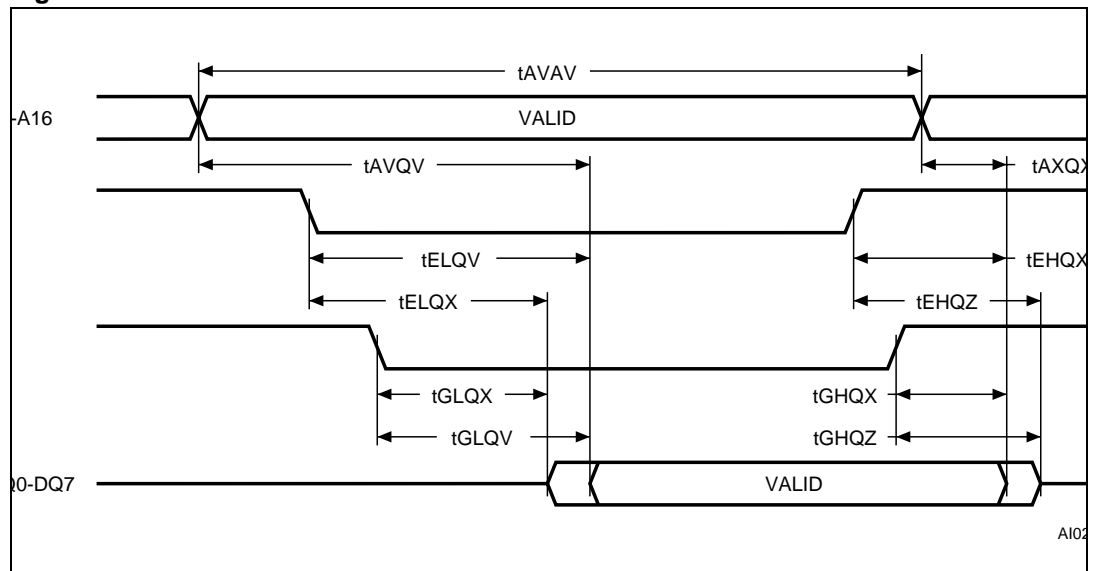 tAVAV
-A16
VALID
tAVQV
tAXQX
tELQV
tEHQX
tELQX
tEHQZ
tGLQX
tGHQX
tGLQV
tGHQZ
Q0-DQ7
VALID
AI02